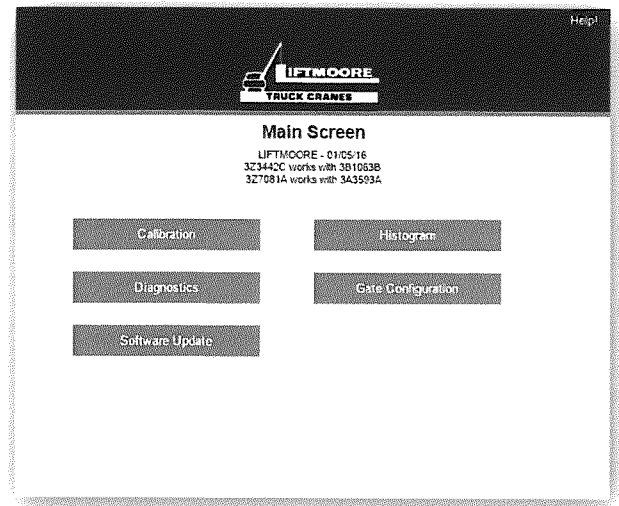 Help!
LIFTMOORE
TRUCK CRANES
Main Screen
LIFTMOORE - 01/05/16
3Z3442C works with 3B1063B
3Z7081A works with 3A3593A
Calibration
Histogram
Diagnostics
Gate Configuration
Software Update